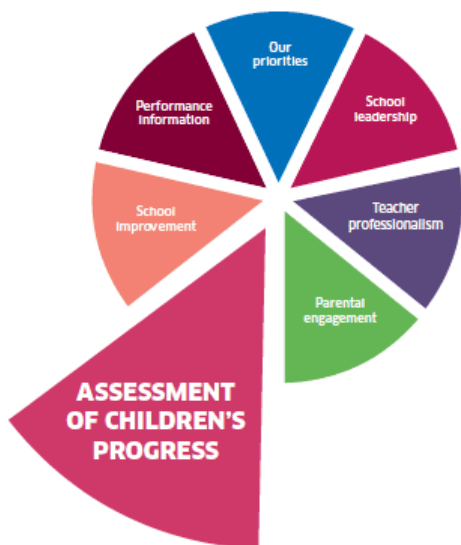 Our
priorities
School
leadership
Teacher
professionalism
Parental
engagement
ASSESSMENT
OF CHILDREN'S
PROGRESS
School
improvement
Performance
information